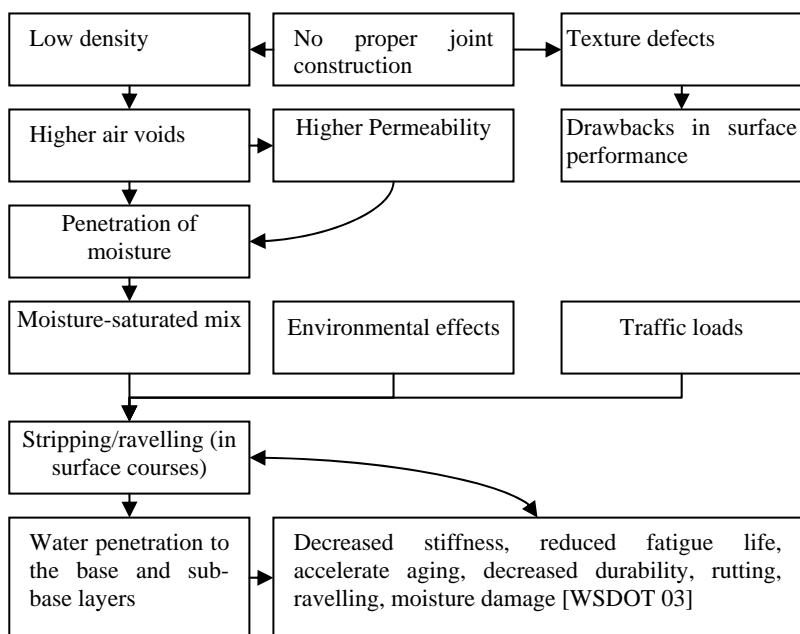 Low density
No proper joint
construction
Texture defects
Higher air voids
Higher Permeability
Drawbacks in surface
performance
Penetration of
moisture
Moisture-saturated mix
Environmental effects
Traffic loads
Stripping/ravelling (in
surface courses)
Water penetration to
the base and sub-
base layers
Decreased stiffness, reduced fatigue life,
accelerate aging, decreased durability, rutting,
ravelling, moisture damage [WSDOT 03]